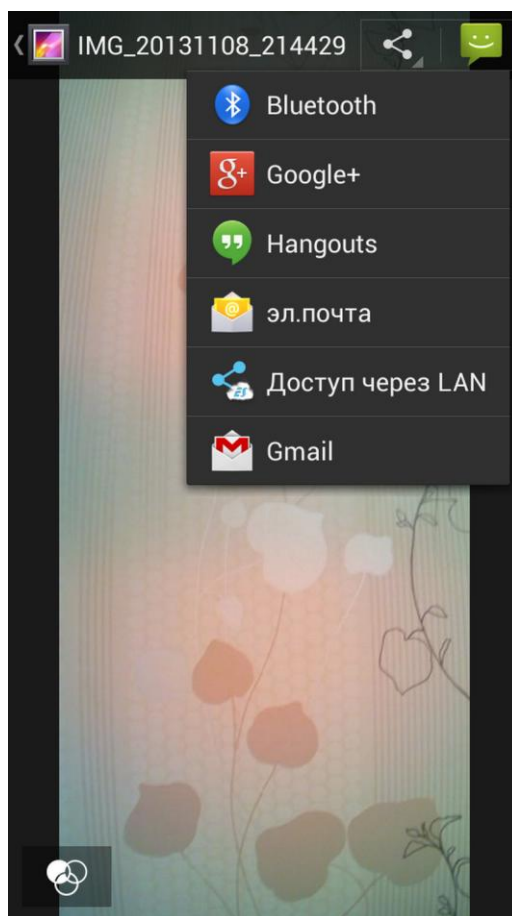 IMG_20131108_214429
Bluetooth
Google+
Hangouts
эл.почта
Доступ через LAN
Gmail